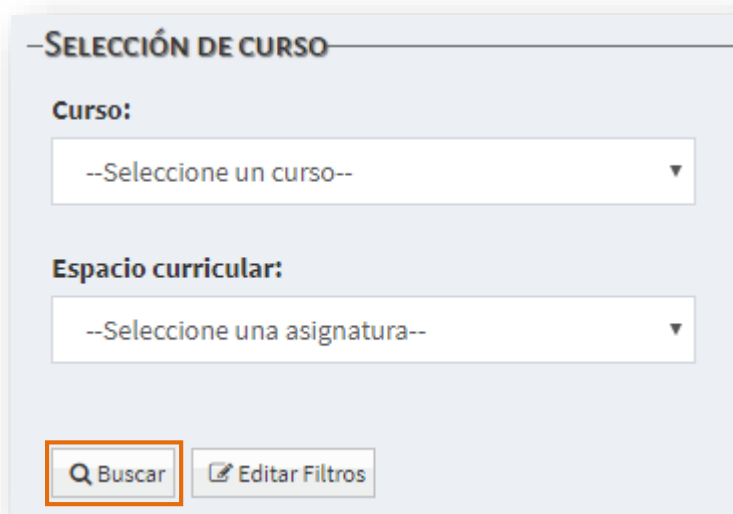 SELECCIÓN DE CURSO
Curso:
--Seleccione un curso--
Espacio curricular:
--Seleccione una asignatura--
Buscar Editar Filtros